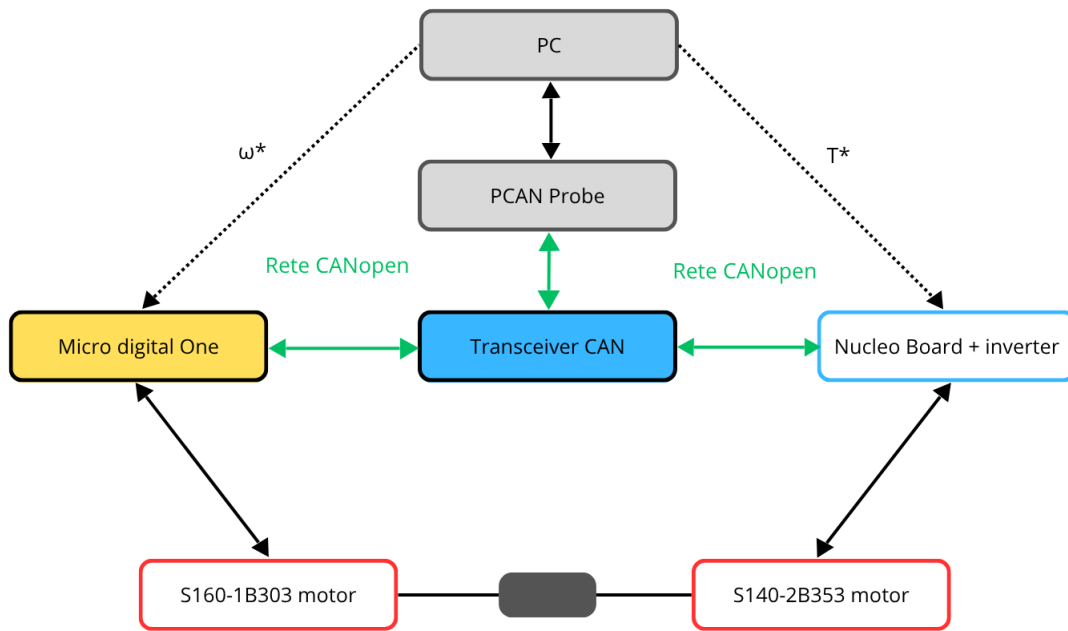 PC
ω*
T*
PCAN Probe
Rete CANopen
Rete CANopen
Micro digital One
Transceiver CAN
Nucleo Board + inverter
S160-1B303 motor
S140-2B353 motor